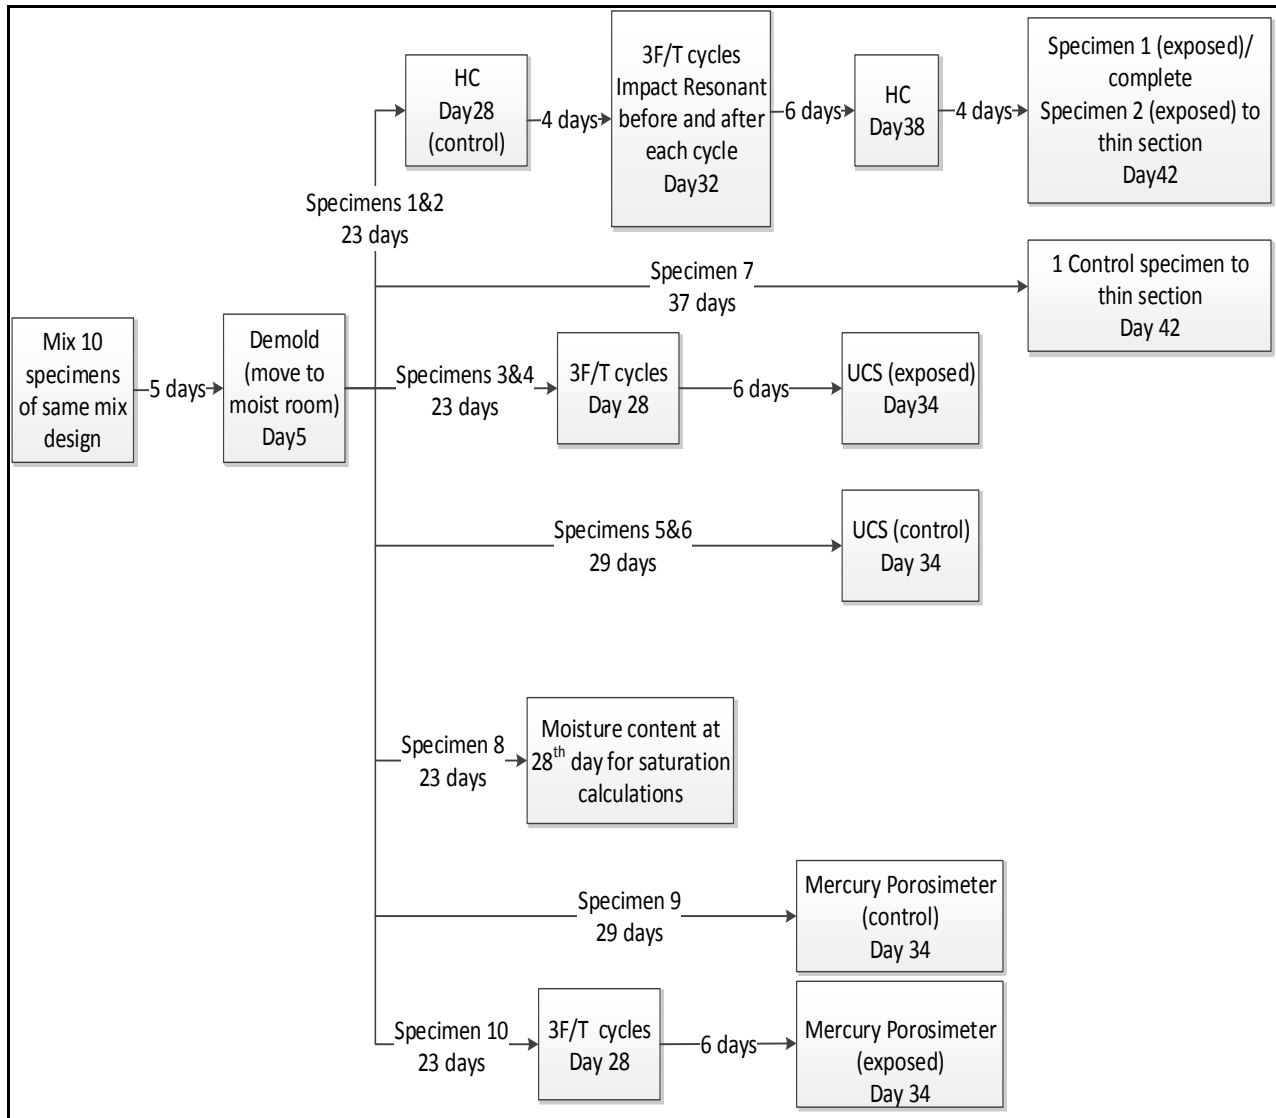 Mix 10
specimens
of same mix
design
5 days
Demold
(move to
moist room)
Day5
Specimens 1&2
23 days
HC
Day28
(control)
4 days
3F/T cycles
Impact Resonant
before and after
each cycle
Day32
6 days
HC
Day38
4 days
Specimen 1 (exposed)/
complete
Specimen 2 (exposed) to
thin section
Day42
Specimen 7
37 days
1 Control specimen to
thin section
Day 42
Specimens 3&4
23 days
3F/T cycles
Day 28
6 days
UCS (exposed)
Day34
Specimens 5&6
29 days
UCS (control)
Day 34
Specimen 8
23 days
Moisture content at
28th day for saturation
calculations
Specimen 9
29 days
Mercury Porosimeter
(control)
Day 34
Specimen 10
23 days
3F/T cycles
Day 28
6 days
Mercury Porosimeter
(exposed)
Day 34